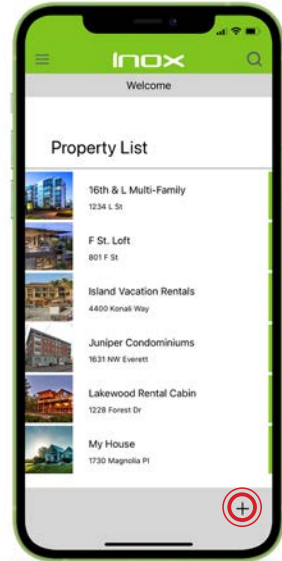 INOX
Welcome
Property List
16th & L Multi-Family
1234 L St
F St. Loft
801 F St
Island Vacation Rentals
4400 Konali Way
Juniper Condominiums
1631 NW Everett
Lakewood Rental Cabin
1228 Forest Dr
My House
1730 Magnolia Pl
+